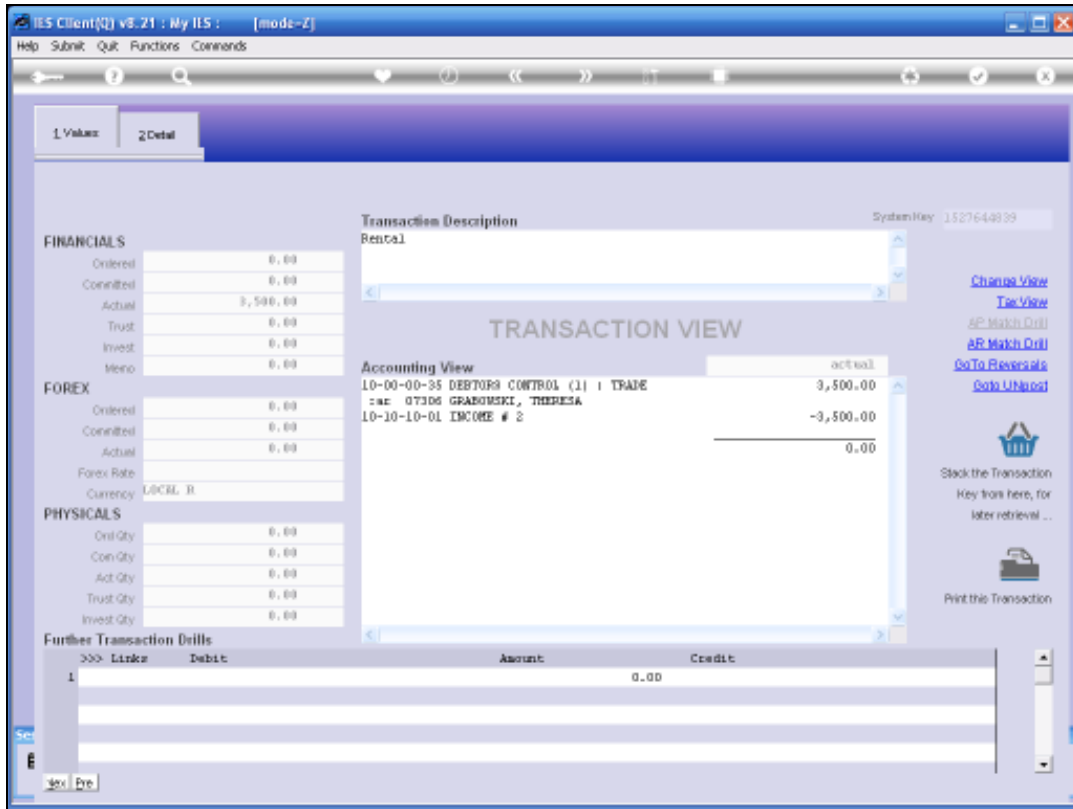 IES Client(Q) v8.21 : My IES : [mode=Z]
Help Submit Quit Functions Commands
1 Values 2 Detail
System Key 1527644839
Transaction Description
Rental
FINANCIALS
Ordered 0.00
Committed 0.00
Actual 3,500.00
Trust 0.00
Invest 0.00
Memo 0.00
FOREX
Ordered 0.00
Committed 0.00
Actual 0.00
Forex Rate
Currency LOCAL R
PHYSICALS
Ord Qty 0.00
Com Qty 0.00
Act Qty 0.00
Trust Qty 0.00
Invest Qty 0.00
TRANSACTION VIEW
Accounting View actual
10-00-00-35 DEBTORS CONTROL (1) : TRADE 3,500.00
:mr 07306 GRABOWSKI, THERESA
10-10-10-01 INCOME # 2 -3,500.00
0.00
Change View
Tax View
AP Match Drill
AR Match Drill
GoTo Reversals
Goto UNpost
Stack the Transaction
Key from here, for
later retrieval ...
Print this Transaction
Further Transaction Drills
>>> Links Debit Amount Credit
1 0.00
Pre